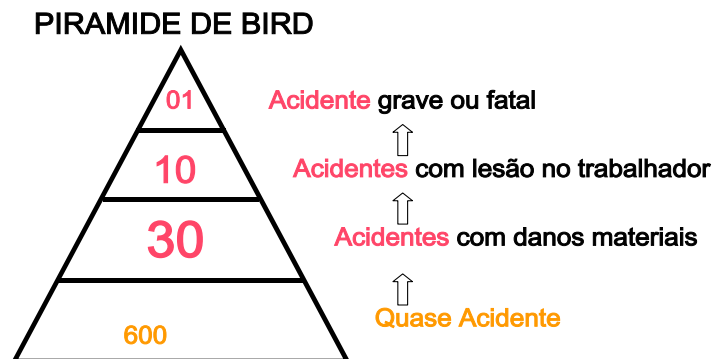 PIRAMIDE DE BIRD
01
Acidente grave ou fatal
10
Acidentes com lesão no trabalhador
30
Acidentes com danos materiais
600
Quase Acidente